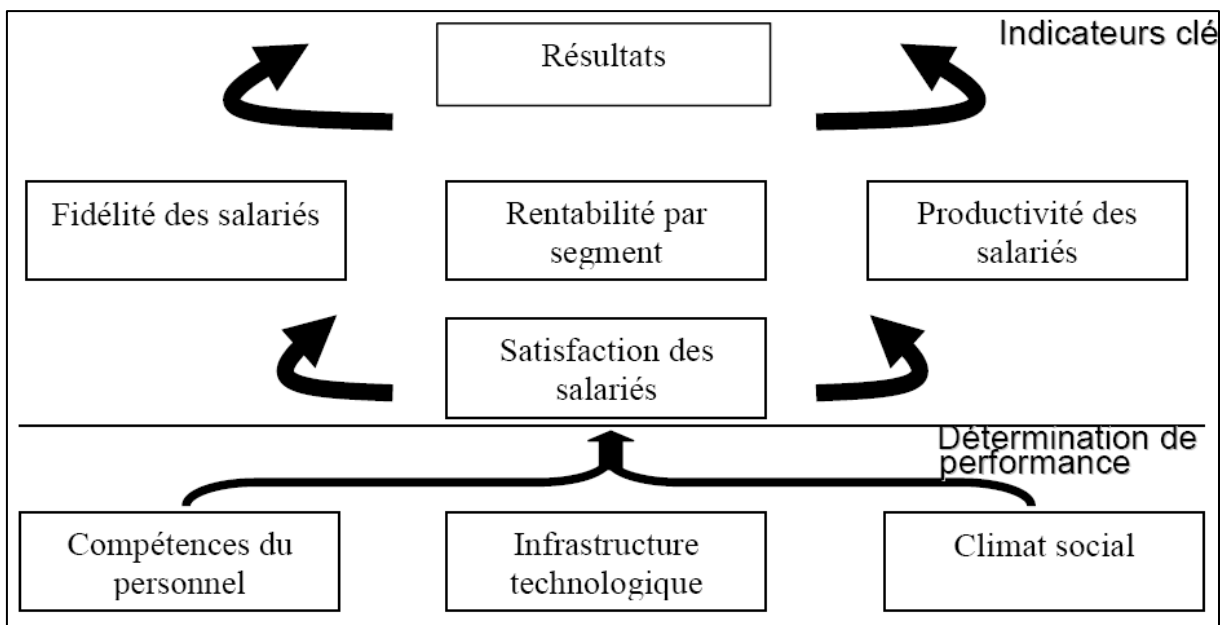 Indicateurs clé
Résultats
Fidélité des salariés
Rentabilité par
segment
Productivité des
salariés
Satisfaction des
salariés
Détermination de
performance
Compétences du
personnel
Infrastructure
technologique
Climat social